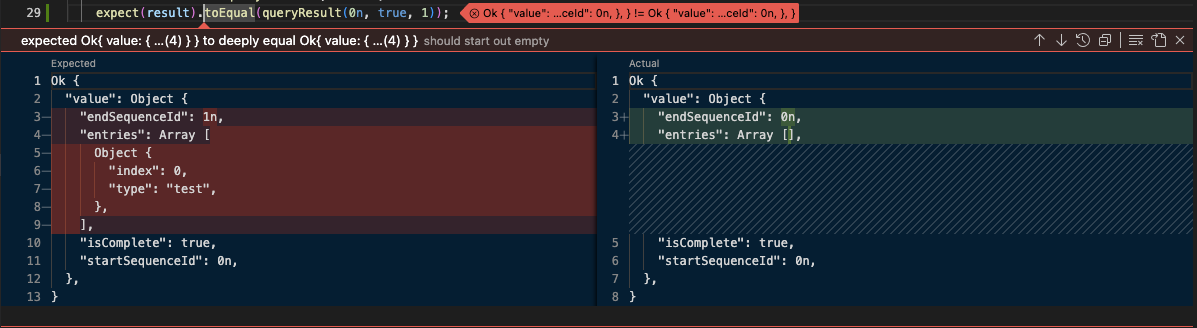 29 expect(result).toEqual(queryResult(0n, true, 1)); Ok { "value": ...ceId": 0n, }, } != Ok { "value": ...ceId": 0n, }, }
expected Ok{ value: { …(4) } } to deeply equal Ok{ value: { …(4) } } should start out empty
Expected
1 Ok {
2 "value": Object {
3- "endSequenceId": 1n,
4- "entries": Array [
5- Object {
6- "index": 0,
7- "type": "test",
8- },
9- ],
10 "isComplete": true,
11 "startSequenceId": 0n,
12 },
13 }
Actual
1 Ok {
2 "value": Object {
3+ "endSequenceId": 0n,
4+ "entries": Array [],
5 "isComplete": true,
6 "startSequenceId": 0n,
7 },
8 }